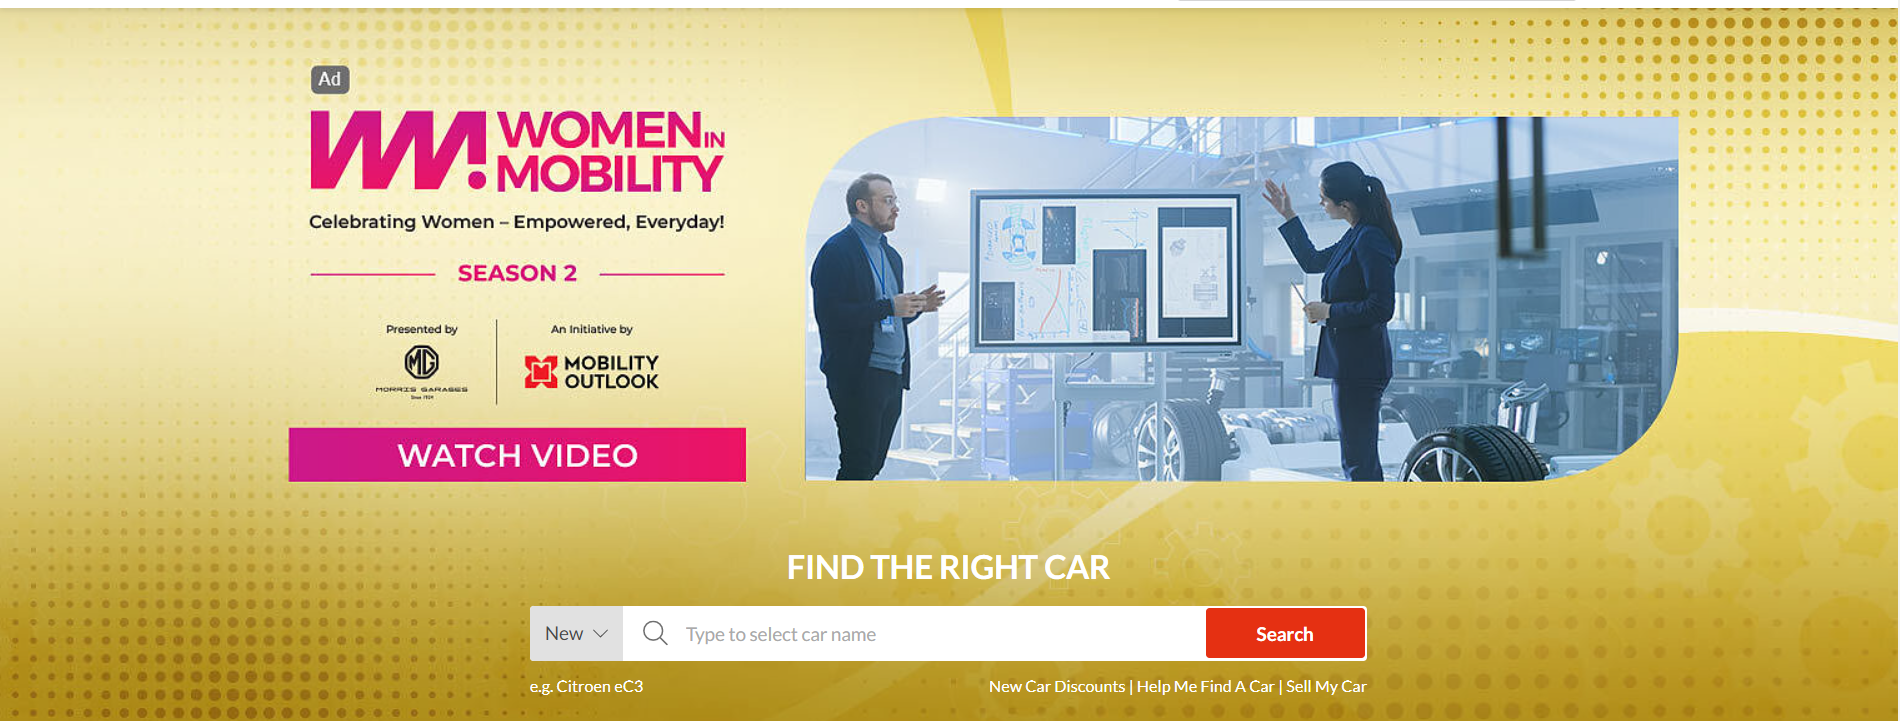 Ad
WM! WOMEN IN
MOBILITY
Celebrating Women – Empowered, Everyday!
SEASON 2
Presented by
An Initiative by
MG
MORRIS GARAGES
Since 1924
MOBILITY
OUTLOOK
WATCH VIDEO
FIND THE RIGHT CAR
New
Type to select car name
Search
e.g. Citroen eC3
New Car Discounts | Help Me Find A Car | Sell My Car